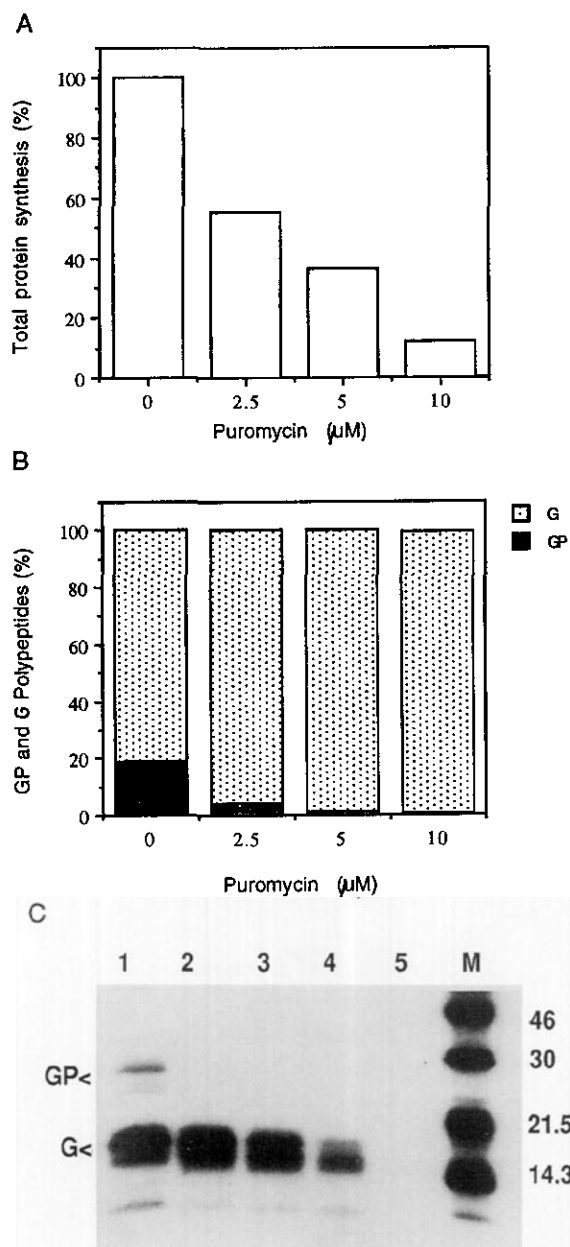 A
Total protein synthesis (%)
100
80
60
40
20
0
0 2.5 5 10
Puromycin (μM)
B
GP and G Polypeptides (%)
100
80
60
40
20
0
G
GP
0 2.5 5 10
Puromycin (μM)
C
1 2 3 4 5 M
46
GP< 30
G< 21.5
14.3